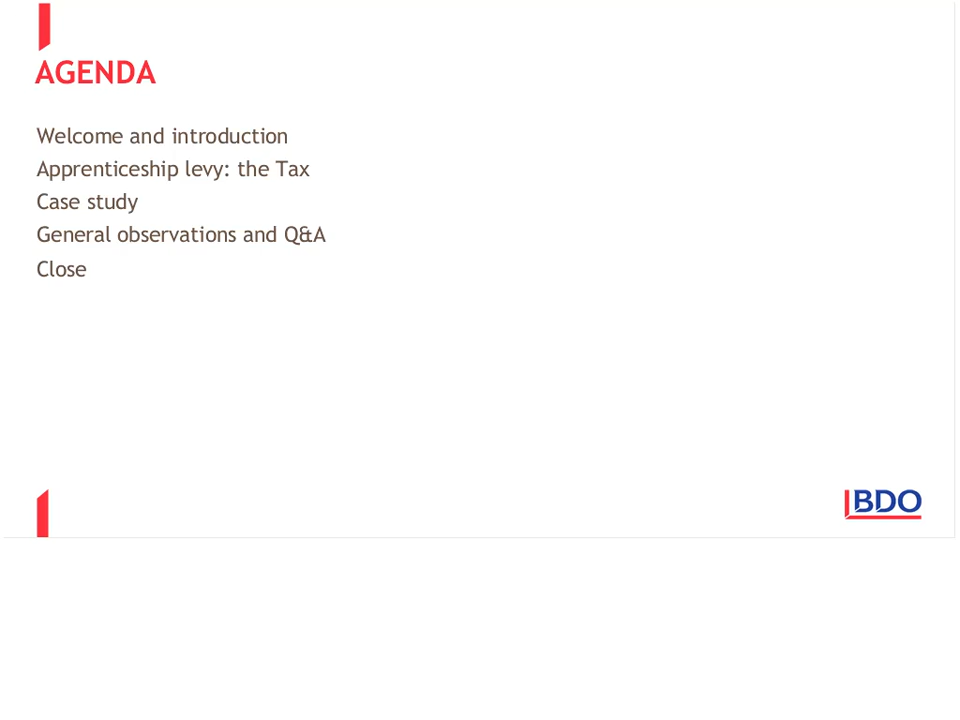 AGENDA
Welcome and introduction
Apprenticeship levy: the Tax
Case study
General observations and Q&A
Close
BDO